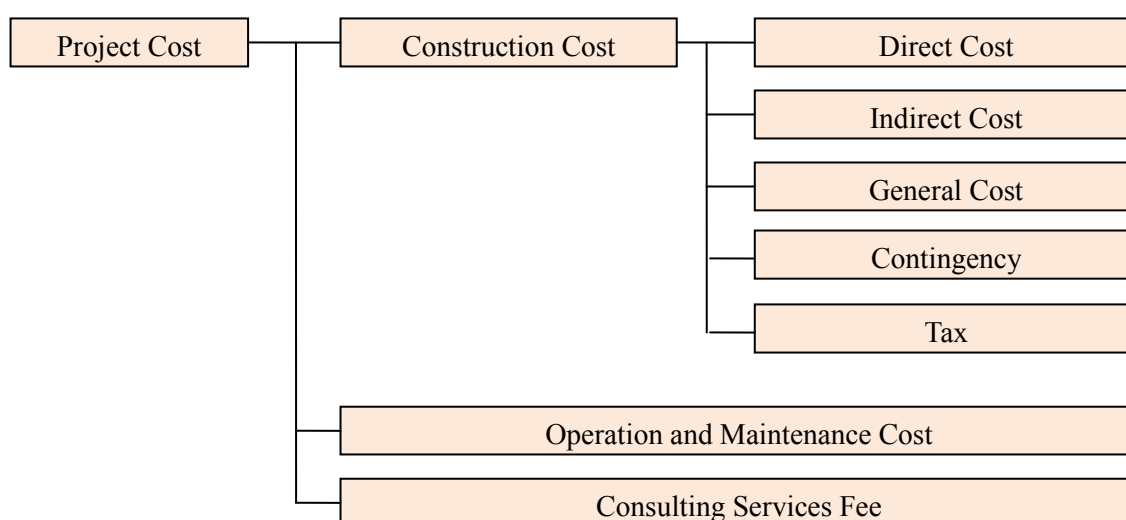 Project Cost
Construction Cost
Direct Cost
Indirect Cost
General Cost
Contingency
Tax
Operation and Maintenance Cost
Consulting Services Fee